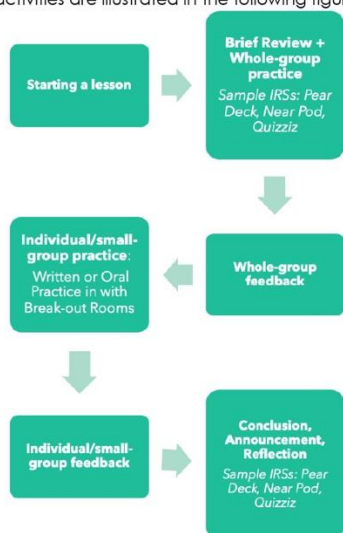 activities are illustrated in the following figu
Starting a lesson
Brief Review +
Whole-group
practice
Sample IRSs: Pear
Deck, Near Pod,
Quizziz
Whole-group
feedback
Individual/small-
group practice:
Written or Oral
Practice in with
Break-out Rooms
Individual/small-
group feedback
Conclusion,
Announcement,
Reflection
Sample IRSs: Pear
Deck, Near Pod,
Quizziz